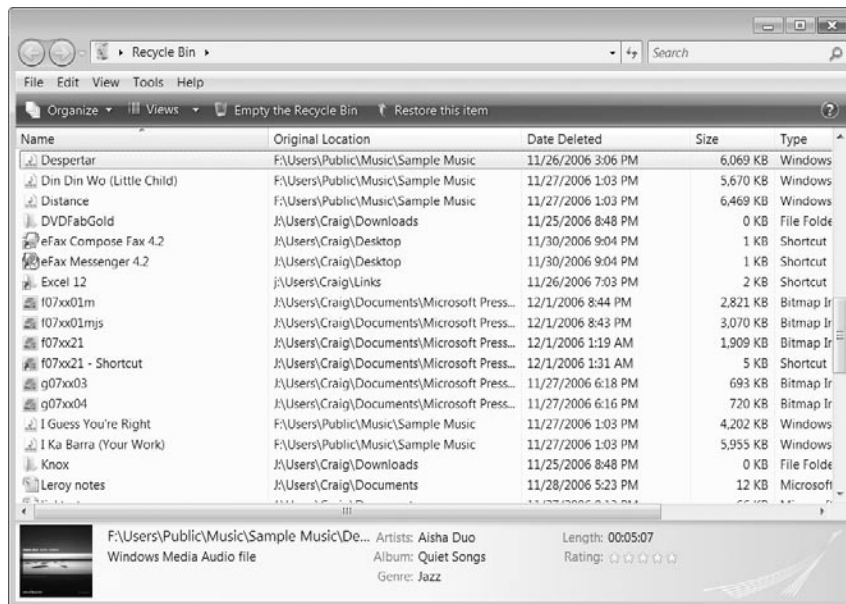 Recycle Bin
Search
File Edit View Tools Help
Organize Views Empty the Recycle Bin Restore this item
Name Original Location Date Deleted Size Type
Despertar F:\Users\Public\Music\Sample Music 11/26/2006 3:06 PM 6,069 KB Windows
Din Din Wo (Little Child) F:\Users\Public\Music\Sample Music 11/27/2006 1:03 PM 5,670 KB Windows
Distance F:\Users\Public\Music\Sample Music 11/27/2006 1:03 PM 6,469 KB Windows
DVDFabGold J:\Users\Craig\Downloads 11/25/2006 8:48 PM 0 KB File Folde
eFax Compose Fax 4.2 J:\Users\Craig\Desktop 11/30/2006 9:04 PM 1 KB Shortcut
eFax Messenger 4.2 J:\Users\Craig\Desktop 11/30/2006 9:04 PM 1 KB Shortcut
Excel 12 j:\Users\Craig\Links 11/26/2006 7:03 PM 2 KB Shortcut
f07xx01m J:\Users\Craig\Documents\Microsoft Press... 12/1/2006 8:44 PM 2,821 KB Bitmap Ir
f07xx01mjs J:\Users\Craig\Documents\Microsoft Press... 12/1/2006 8:43 PM 3,070 KB Bitmap Ir
f07xx21 J:\Users\Craig\Documents\Microsoft Press... 12/1/2006 1:19 AM 1,909 KB Bitmap Ir
f07xx21 - Shortcut J:\Users\Craig\Documents\Microsoft Press... 12/1/2006 1:31 AM 5 KB Shortcut
g07xx03 J:\Users\Craig\Documents\Microsoft Press... 11/27/2006 6:18 PM 693 KB Bitmap Ir
g07xx04 J:\Users\Craig\Documents\Microsoft Press... 11/27/2006 6:16 PM 720 KB Bitmap Ir
I Guess You're Right F:\Users\Public\Music\Sample Music 11/27/2006 1:03 PM 4,202 KB Windows
I Ka Barra (Your Work) F:\Users\Public\Music\Sample Music 11/27/2006 1:03 PM 5,955 KB Windows
Knox J:\Users\Craig\Downloads 11/25/2006 8:48 PM 0 KB File Folde
Leroy notes J:\Users\Craig\Documents 11/28/2006 5:23 PM 12 KB Microsoft
F:\Users\Public\Music\Sample Music\De... Artists: Aisha Duo Length: 00:05:07
Windows Media Audio file Album: Quiet Songs Rating:
Genre: Jazz